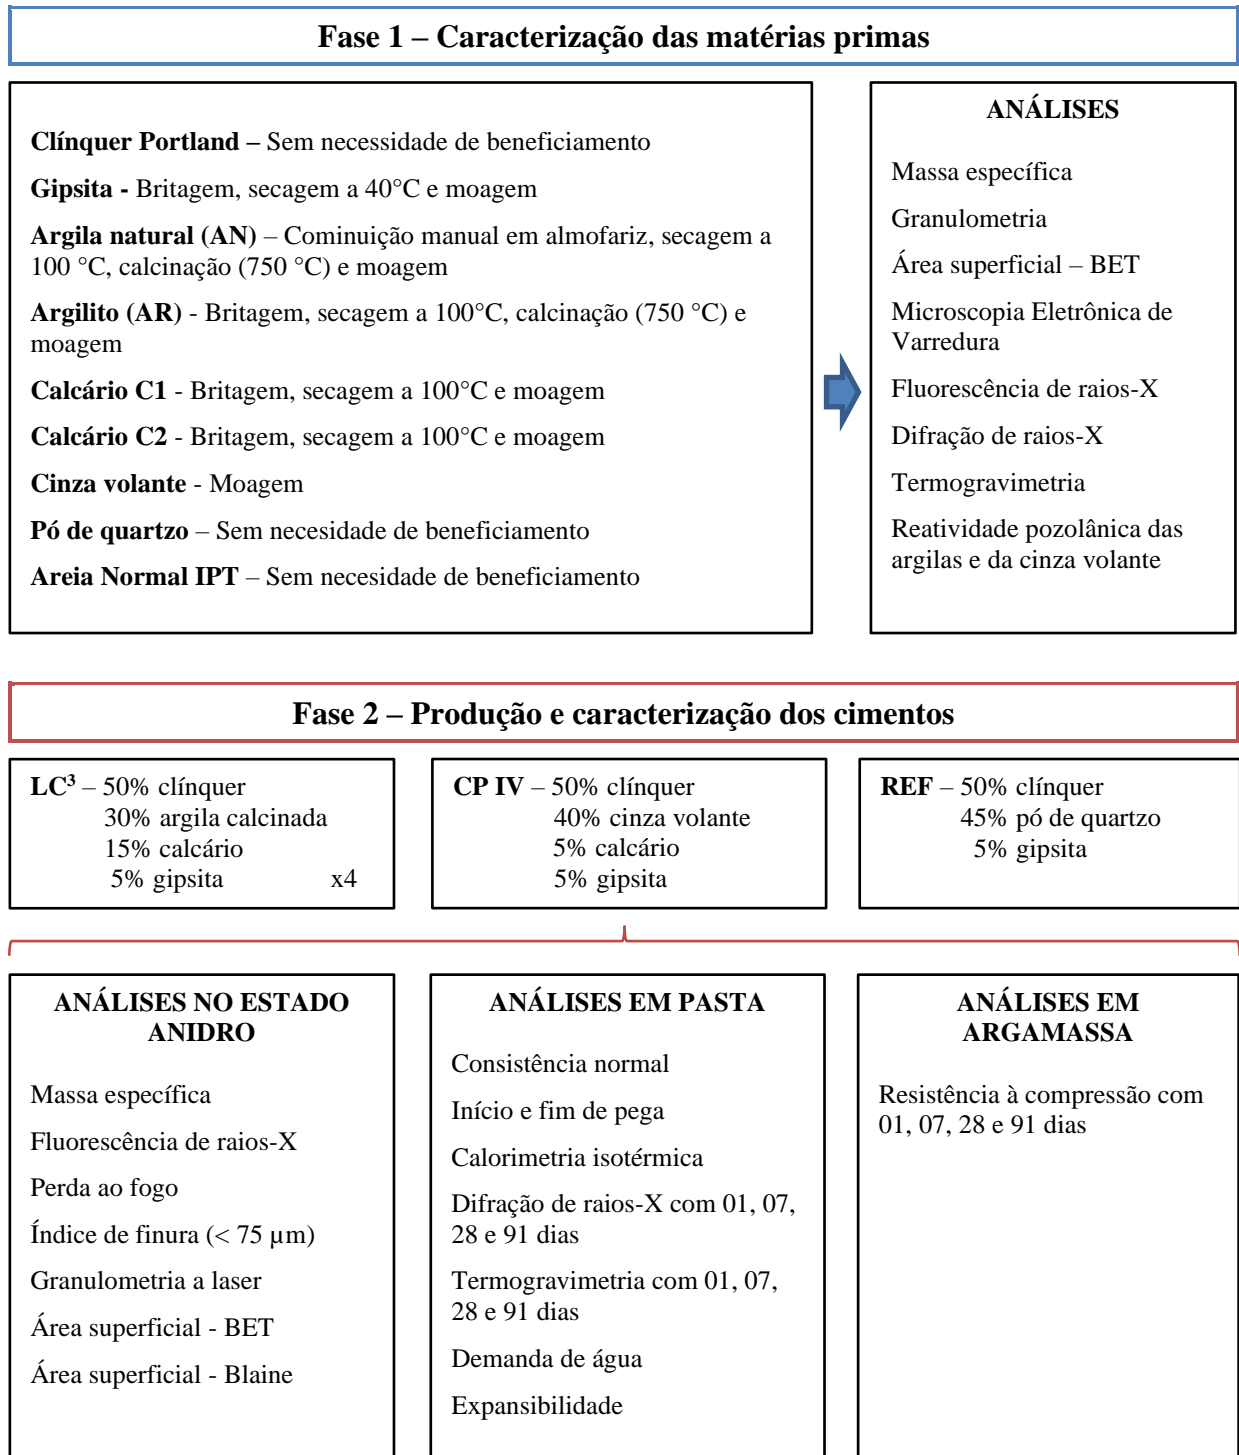 Fase 1 – Caracterização das matérias primas
Clínquer Portland – Sem necessidade de beneficiamento
Gipsita - Britagem, secagem a 40°C e moagem
Argila natural (AN) – Cominuição manual em almofariz, secagem a
100 °C, calcinação (750 °C) e moagem
Argilito (AR) - Britagem, secagem a 100°C, calcinação (750 °C) e
moagem
Calcário C1 - Britagem, secagem a 100°C e moagem
Calcário C2 - Britagem, secagem a 100°C e moagem
Cinza volante - Moagem
Pó de quartzo – Sem necesidade de beneficiamento
Areia Normal IPT – Sem necesidade de beneficiamento
ANÁLISES
Massa específica
Granulometria
Área superficial – BET
Microscopia Eletrônica de
Varredura
Fluorescência de raios-X
Difração de raios-X
Termogravimetria
Reatividade pozolânica das
argilas e da cinza volante
Fase 2 – Produção e caracterização dos cimentos
LC³ – 50% clínquer
30% argila calcinada
15% calcário
5% gipsita x4
CP IV – 50% clínquer
40% cinza volante
5% calcário
5% gipsita
REF – 50% clínquer
45% pó de quartzo
5% gipsita
ANÁLISES NO ESTADO
ANIDRO
Massa específica
Fluorescência de raios-X
Perda ao fogo
Índice de finura (< 75 µm)
Granulometria a laser
Área superficial - BET
Área superficial - Blaine
ANÁLISES EM PASTA
Consistência normal
Início e fim de pega
Calorimetria isotérmica
Difração de raios-X com 01, 07,
28 e 91 dias
Termogravimetria com 01, 07,
28 e 91 dias
Demanda de água
Expansibilidade
ANÁLISES EM
ARGAMASSA
Resistência à compressão com
01, 07, 28 e 91 dias